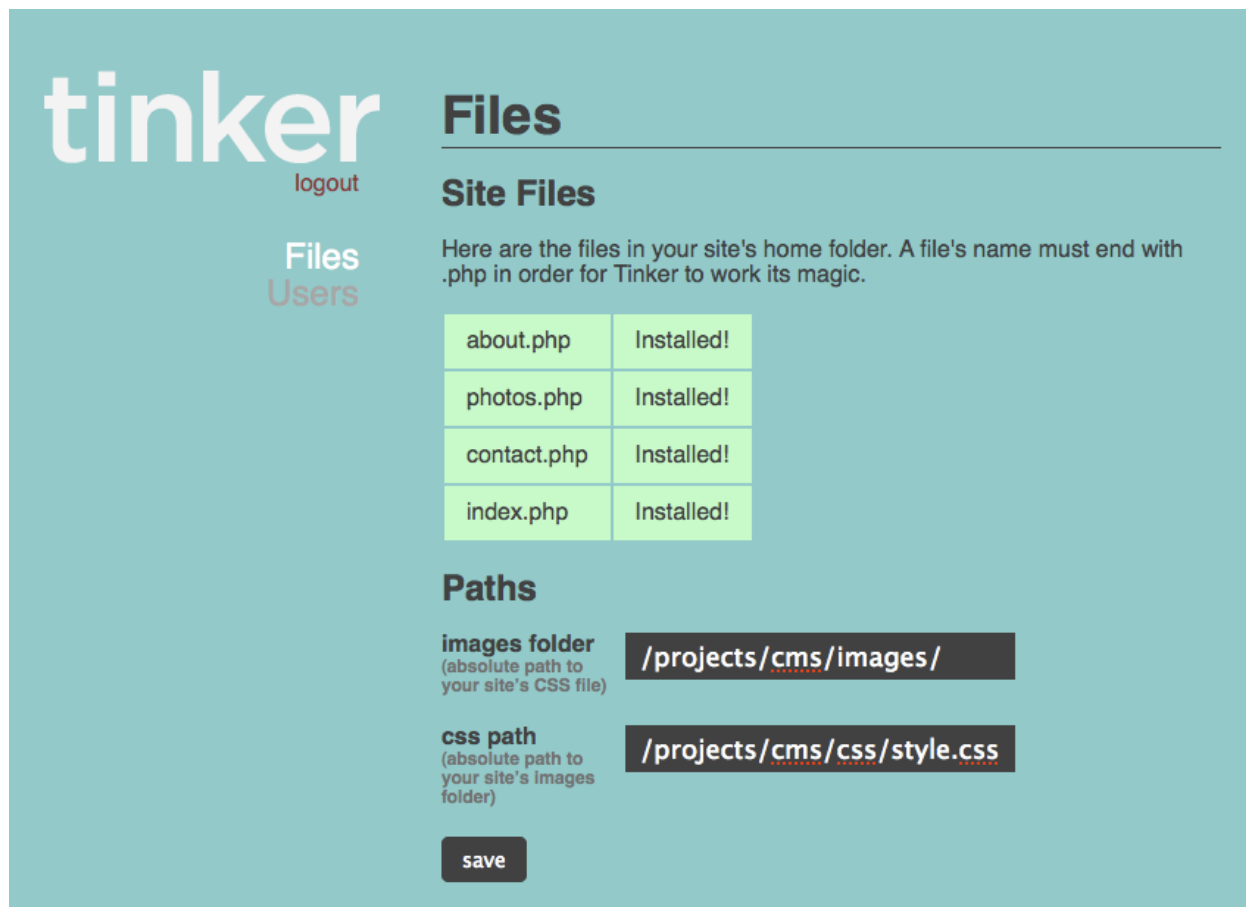 tinker
logout
Files
Users
Files
Site Files
Here are the files in your site's home folder. A file's name must end with
.php in order for Tinker to work its magic.
about.php Installed!
photos.php Installed!
contact.php Installed!
index.php Installed!
Paths
images folder
(absolute path to
your site's CSS file)
/projects/cms/images/
css path
(absolute path to
your site's images
folder)
/projects/cms/css/style.css
save